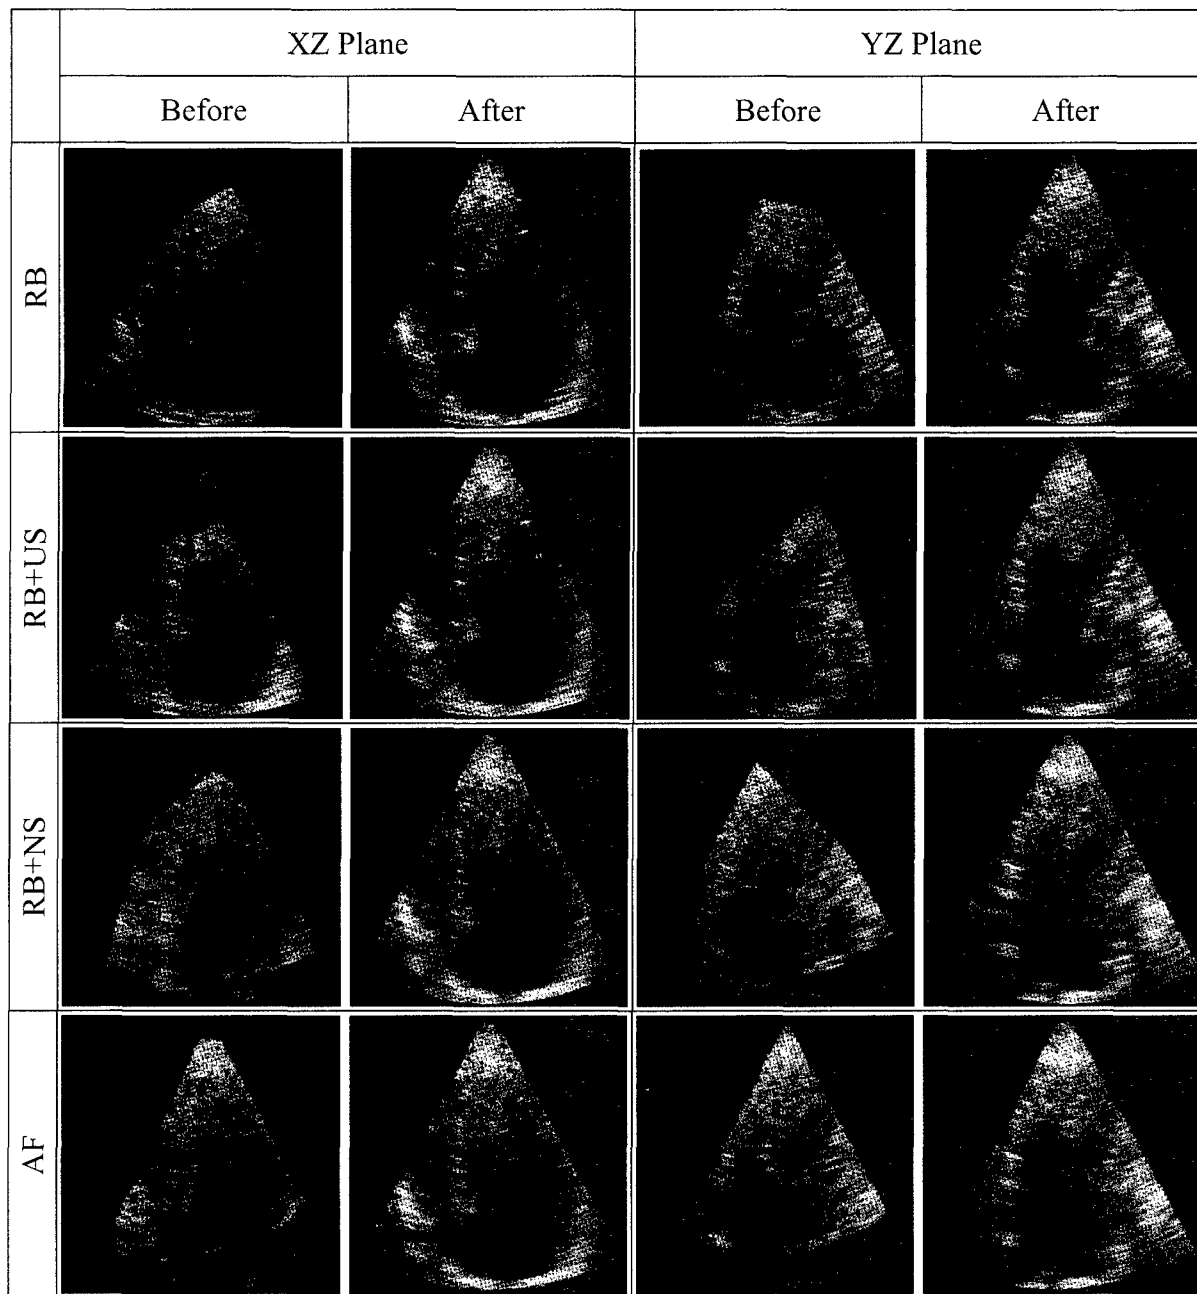 XZ Plane
YZ Plane
Before
After
Before
After
RB
RB+US
RB+NS
AF